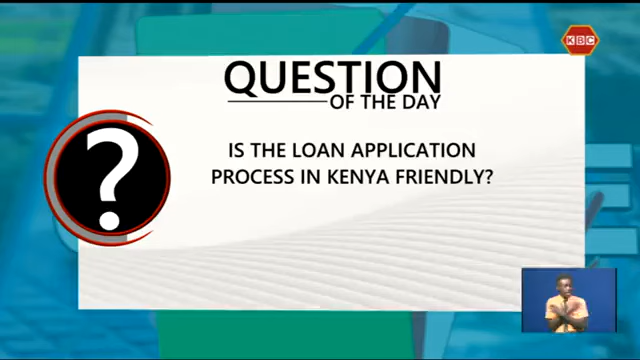 KBC
QUESTION
OF THE DAY
?
IS THE LOAN APPLICATION
PROCESS IN KENYA FRIENDLY?